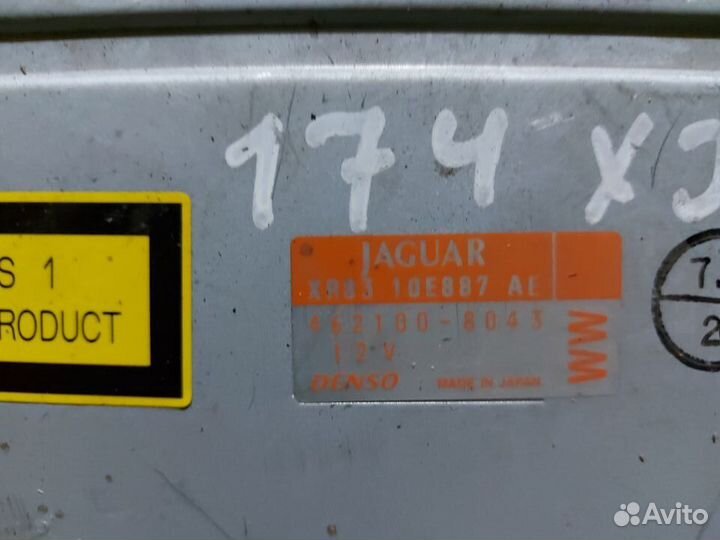 174 XJ
S 1
RODUCT
JAGUAR
XR83 10E887 AE
462100-8043
12V
WW
DENSO MADE IN JAPAN
7
2
Avito